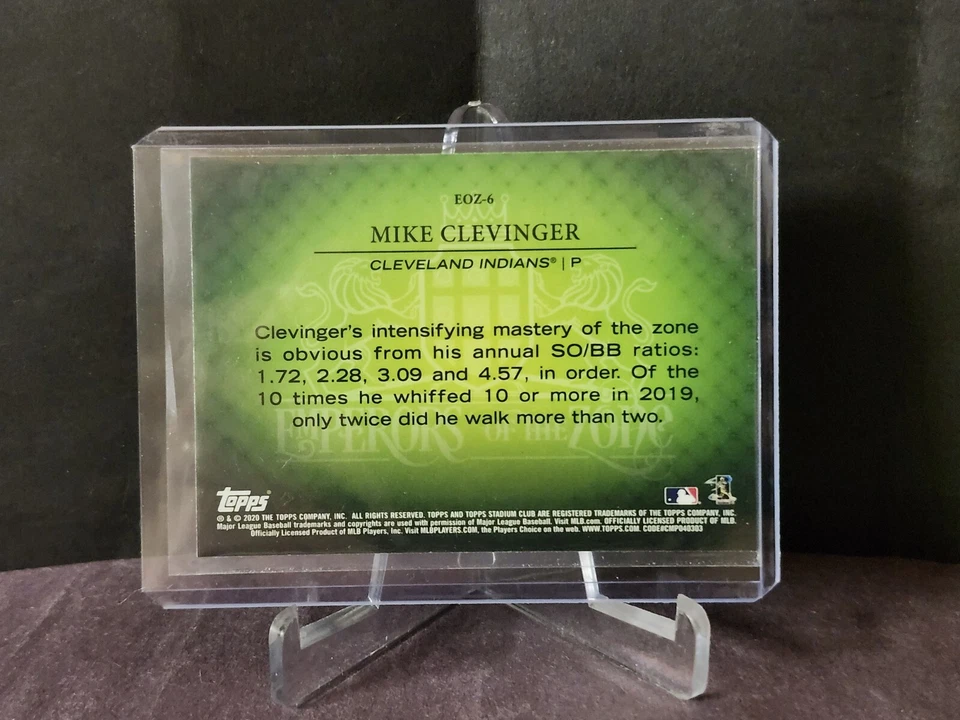 EOZ-6
MIKE CLEVINGER
CLEVELAND INDIANS® | P
Clevinger's intensifying mastery of the zone
is obvious from his annual SO/BB ratios:
1.72, 2.28, 3.09 and 4.57, in order. Of the
10 times he whiffed 10 or more in 2019,
only twice did he walk more than two.
EMPERORS OF THE ZONE
Topps®
® & © 2020 THE TOPPS COMPANY, INC. ALL RIGHTS RESERVED. TOPPS AND TOPPS STADIUM CLUB ARE REGISTERED TRADEMARKS OF THE TOPPS COMPANY, INC.
Major League Baseball trademarks and copyrights are used with permission of Major League Baseball. Visit MLB.com. OFFICIALLY LICENSED PRODUCT OF MLB
Officially Licensed Product of MLB Players, Inc. Visit MLBPLAYERS.COM, the Players Choice on the web. WWW.TOPPS.COM. CODE#CMP040303